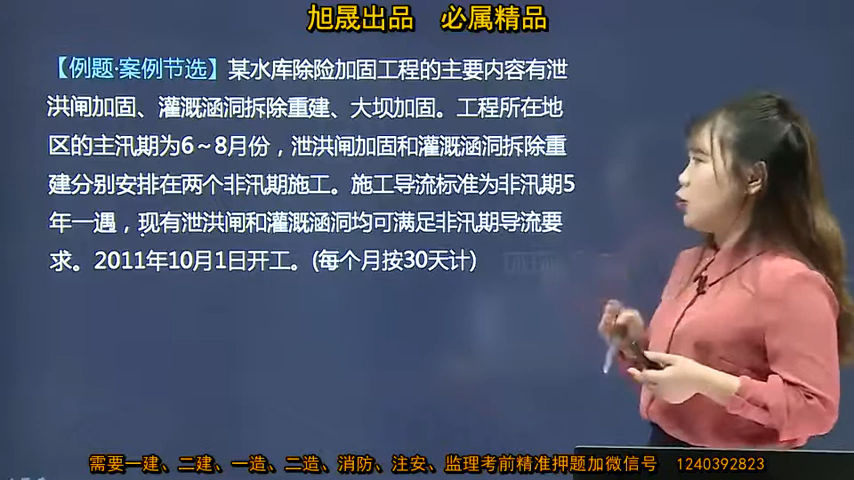 旭晟出品 必属精品
【例题·案例节选】某水库除险加固工程的主要内容有泄
洪闸加固、灌溉涵洞拆除重建、大坝加固。工程所在地
区的主汛期为6～8月份，泄洪闸加固和灌溉涵洞拆除重
建分别安排在两个非汛期施工。施工导流标准为非汛期5
年一遇，现有泄洪闸和灌溉涵洞均可满足非汛期导流要
求。2011年10月1日开工。(每个月按30天计)
需要一建、二建、一造、二造、消防、注安、监理考前精准押题加微信号 1240392823